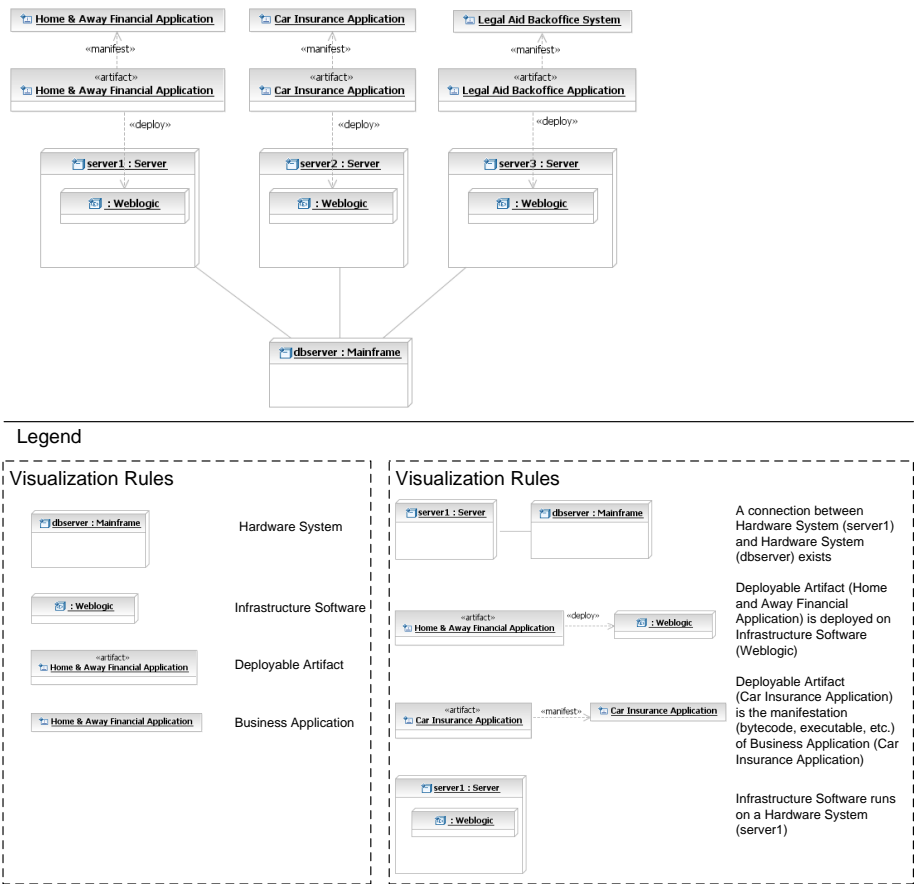 Home & Away Financial Application
Car Insurance Application
Legal Aid Backoffice System
«manifest»
«manifest»
«manifest»
«artifact»
Home & Away Financial Application
«artifact»
Car Insurance Application
«artifact»
Legal Aid Backoffice Application
«deploy»
«deploy»
«deploy»
server1 : Server
: Weblogic
server2 : Server
: Weblogic
server3 : Server
: Weblogic
dbserver : Mainframe
Legend
Visualization Rules
dbserver : Mainframe
Hardware System
: Weblogic
Infrastructure Software
«artifact»
Home & Away Financial Application
Deployable Artifact
Home & Away Financial Application
Business Application
Visualization Rules
server1 : Server
dbserver : Mainframe
A connection between
Hardware System (server1)
and Hardware System
(dbserver) exists
«artifact»
Home & Away Financial Application
«deploy»
: Weblogic
Deployable Artifact (Home
and Away Financial
Application) is deployed on
Infrastructure Software
(Weblogic)
«artifact»
Car Insurance Application
«manifest»
Car Insurance Application
Deployable Artifact
(Car Insurance Application)
is the manifestation
(bytecode, executable, etc.)
of Business Application (Car
Insurance Application)
server1 : Server
: Weblogic
Infrastructure Software runs
on a Hardware System
(server1)